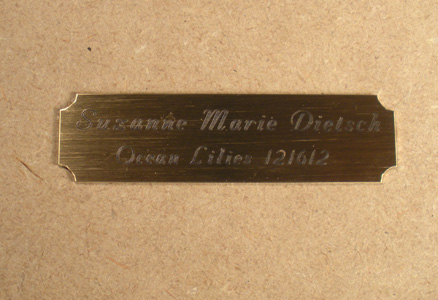 Suzanne Marie Dietsch
Ocean Lilies 121612